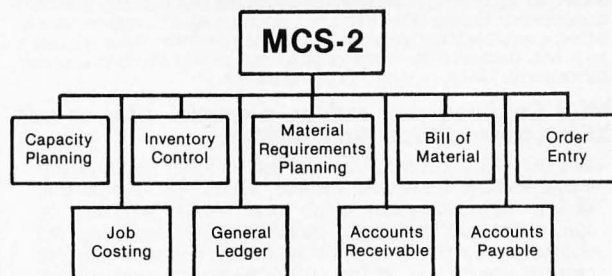 MCS-2
Capacity
Planning
Inventory
Control
Material
Requirements
Planning
Bill of
Material
Order
Entry
Job
Costing
General
Ledger
Accounts
Receivable
Accounts
Payable